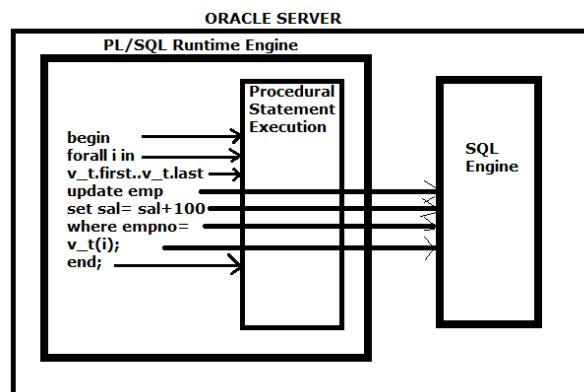 ORACLE SERVER
PL/SQL Runtime Engine
Procedural
Statement
Execution
begin
forall i in
v_t.first..v_t.last
update emp
set sal= sal+100
where empno=
v_t(i);
end;
SQL
Engine